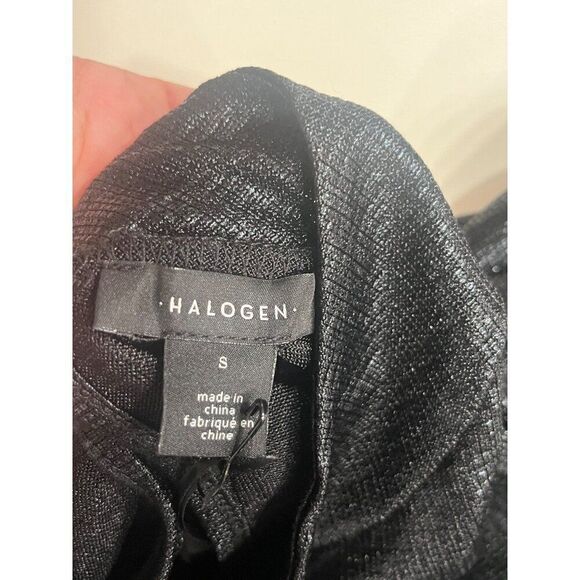 ·HALOGEN·
S
made in
china
fabriqué en
chine